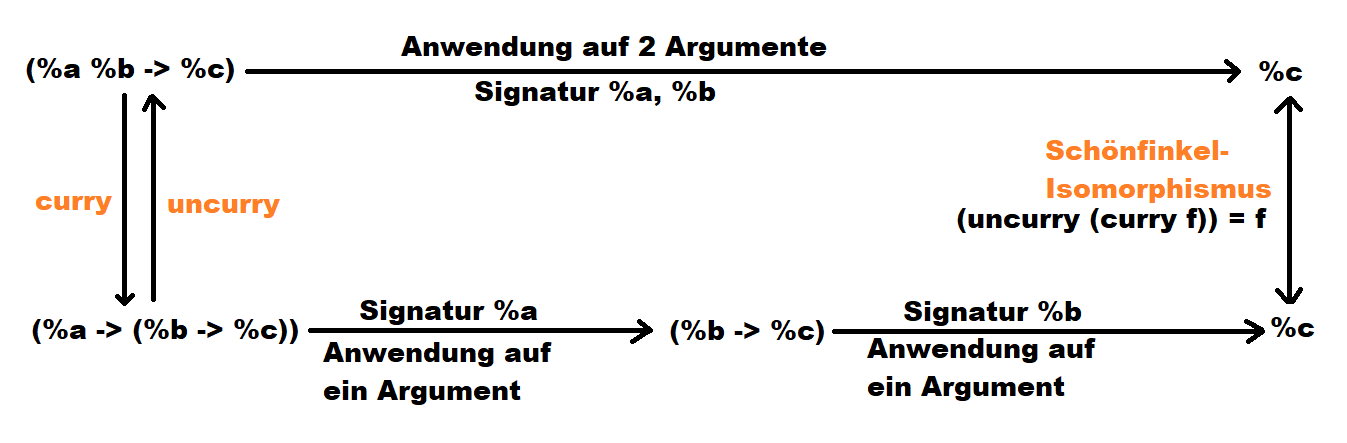 Anwendung auf 2 Argumente
(%a %b -> %c)
%c
Signatur %a, %b
curry
uncurry
Schönfinkel-
Isomorphismus
(uncurry (curry f)) = f
(%a -> (%b -> %c))
Signatur %a
Anwendung auf
ein Argument
(%b -> %c)
Signatur %b
Anwendung auf
ein Argument
%c